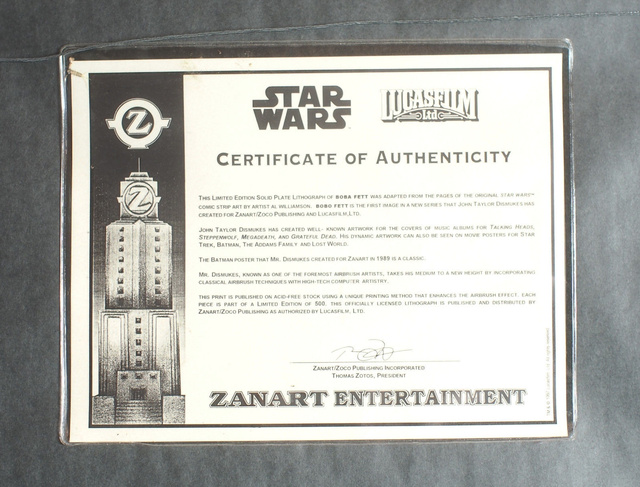 Z
Z
STAR
WARS
LUCASFILM
Ltd
CERTIFICATE OF AUTHENTICITY
THIS LIMITED EDITION SOLID PLATE LITHOGRAPH OF BOBA FETT WAS ADAPTED FROM THE PAGES OF THE ORIGINAL STAR WARS™
COMIC STRIP ART BY ARTIST AL WILLIAMSON. BOBO FETT IS THE FIRST IMAGE IN A NEW SERIES THAT JOHN TAYLOR DISMUKES HAS
CREATED FOR ZANART/ZOCO PUBLISHING AND LUCASFILM, LTD.
JOHN TAYLOR DISMUKES HAS CREATED WELL- KNOWN ARTWORK FOR THE COVERS OF MUSIC ALBUMS FOR TALKING HEADS,
STEPPENWOLF, MEGADEATH, AND GRATEFUL DEAD. HIS DYNAMIC ARTWORK CAN ALSO BE SEEN ON MOVIE POSTERS FOR STAR
TREK, BATMAN, THE ADDAMS FAMILY AND LOST WORLD.
THE BATMAN POSTER THAT MR. DISMUKES CREATED FOR ZANART IN 1989 IS A CLASSIC.
MR. DISMUKES, KNOWN AS ONE OF THE FOREMOST AIRBRUSH ARTISTS, TAKES HIS MEDIUM TO A NEW HEIGHT BY INCORPORATING
CLASSICAL AIRBRUSH TECHNIQUES WITH HIGH-TECH COMPUTER ARTISTRY.
THIS PRINT IS PUBLISHED ON ACID-FREE STOCK USING A UNIQUE PRINTING METHOD THAT ENHANCES THE AIRBRUSH EFFECT. EACH
PIECE IS PART OF A LIMITED EDITION OF 500. THIS OFFICIALLY LICENSED LITHOGRAPH IS PUBLISHED AND DISTRIBUTED BY
ZANART/ZOCO PUBLISHING AS AUTHORIZED BY LUCASFILM, LTD.
ZANART/ZOCO PUBLISHING INCORPORATED
THOMAS ZOTOS, PRESIDENT
ZANART ENTERTAINMENT